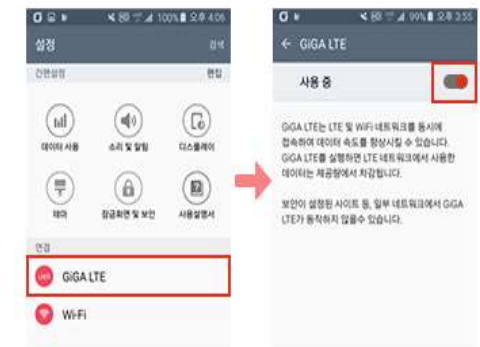 100% 오후 4:06
설정
검색
간편설정
편집
데이터 사용
소리 및 알림
디스플레이
테마
잠금화면 및 보안
사용설명서
연결
GiGA LTE
Wi-Fi
99% 오후 3:55
← GiGA LTE
사용 중
GiGA LTE는 LTE 및 WiFi 네트워크를 동시에
접속하여 데이터 속도를 향상시킬 수 있습니다.
GiGA LTE를 실행하면 LTE 네트워크에서 사용한
데이터는 제공량에서 차감됩니다.
보안이 설정된 사이트 등, 일부 네트워크에서 GiGA
LTE가 동작하지 않을수 있습니다.